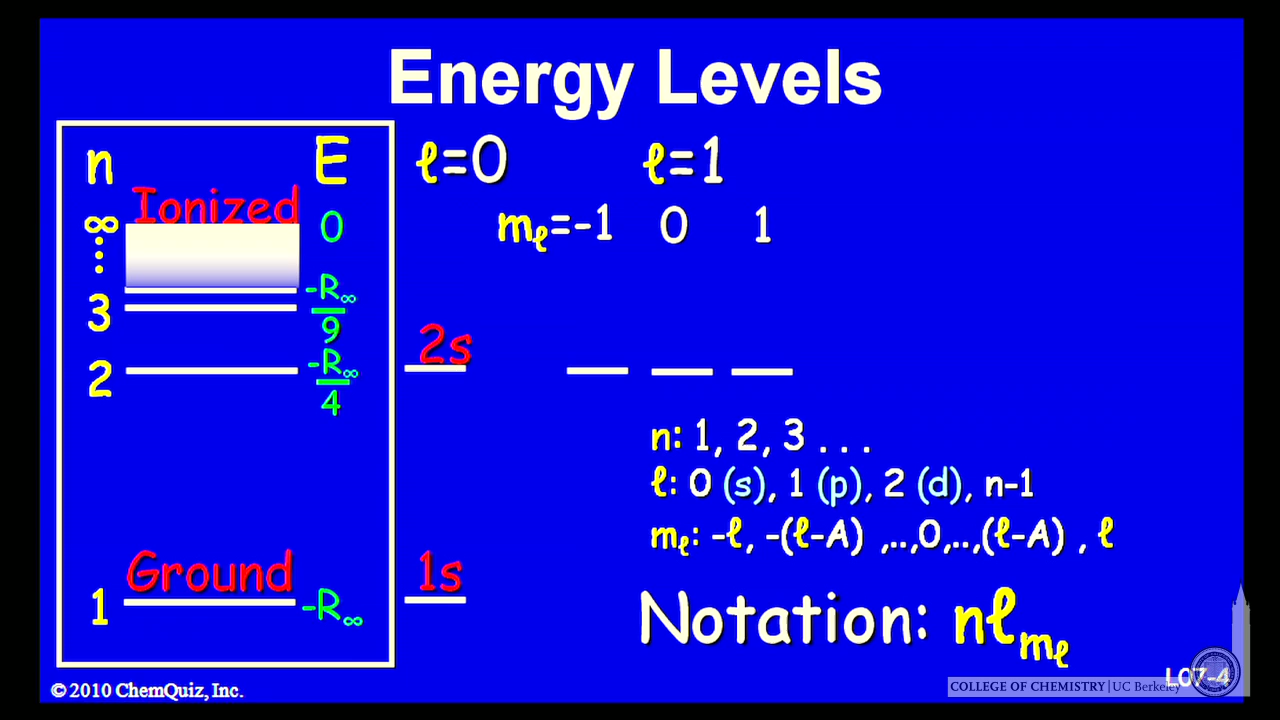 Energy Levels
n E ℓ=0 ℓ=1
Ionized
∞ 0 mℓ=-1 0 1
⋮
3 -R∞/9
2s
2 -R∞/4
n: 1, 2, 3 . . .
ℓ: 0 (s), 1 (p), 2 (d), n-1
mℓ: -ℓ, -(ℓ-A) ,..,0,..,(ℓ-A) , ℓ
Ground 1s
1 -R∞
Notation: nℓmℓ
L07-4
COLLEGE OF CHEMISTRY | UC Berkeley
© 2010 ChemQuiz, Inc.